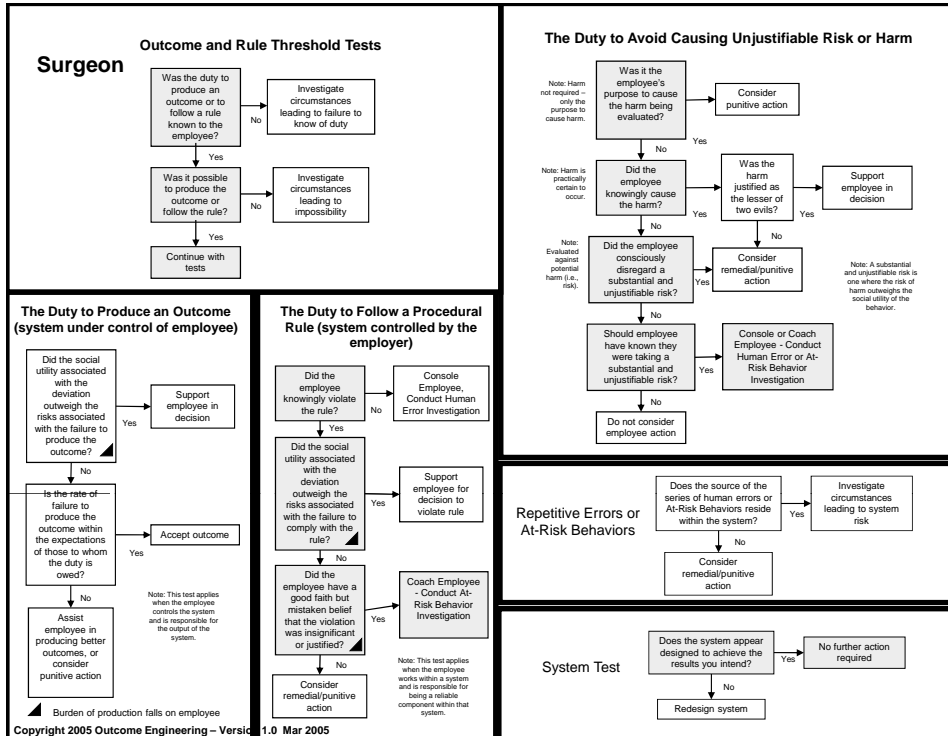 Outcome and Rule Threshold Tests
Surgeon
Was the duty to
produce an
outcome or to
follow a rule
known to the
employee?
No
Investigate
circumstances
leading to failure to
know of duty
Yes
Was it possible
to produce the
outcome or
follow the rule?
No
Investigate
circumstances
leading to
impossibility
Yes
Continue with
tests
The Duty to Avoid Causing Unjustifiable Risk or Harm
Note: Harm
not required –
only the
purpose to
cause harm.
Was it the
employee's
purpose to cause
the harm being
evaluated?
Yes
Consider
punitive action
No
Note: Harm is
practically
certain to
occur.
Did the
employee
knowingly cause
the harm?
Yes
Was the
harm
justified as
the lesser of
two evils?
Yes
Support
employee in
decision
No
No
Note:
Evaluated
against
potential
harm (i.e.,
risk).
Did the employee
consciously
disregard a
substantial and
unjustifiable risk?
Yes
Consider
remedial/punitive
action
Note: A substantial
and unjustifiable risk is
one where the risk of
harm outweighs the
social utility of the
behavior.
No
Should employee
have known they
were taking a
substantial and
unjustifiable risk?
Yes
Console or Coach
Employee - Conduct
Human Error or At-
Risk Behavior
Investigation
No
Do not consider
employee action
The Duty to Produce an Outcome
(system under control of employee)
Did the social
utility associated
with the
deviation
outweigh the
risks associated
with the failure to
produce the
outcome?
Yes
Support
employee in
decision
No
Is the rate of
failure to
produce the
outcome within
the expectations
of those to whom
the duty is
owed?
Yes
Accept outcome
No
Note: This test applies
when the employee
controls the system
and is responsible for
the output of the
system.
Assist
employee in
producing better
outcomes, or
consider
punitive action
Burden of production falls on employee
The Duty to Follow a Procedural
Rule (system controlled by the
employer)
Did the
employee
knowingly violate
the rule?
No
Console
Employee,
Conduct Human
Error Investigation
Yes
Did the social
utility associated
with the
deviation
outweigh the
risks associated
with the failure to
comply with the
rule?
Yes
Support
employee for
decision to
violate rule
No
Did the
employee have a
good faith but
mistaken belief
that the violation
was insignificant
or justified?
Yes
Coach Employee
- Conduct At-
Risk Behavior
Investigation
No
Consider
remedial/punitive
action
Note: This test applies
when the employee
works within a system
and is responsible for
being a reliable
component within that
system.
Repetitive Errors or
At-Risk Behaviors
Does the source of the
series of human errors or
At-Risk Behaviors reside
within the system?
Yes
Investigate
circumstances
leading to system
risk
No
Consider
remedial/punitive
action
System Test
Does the system appear
designed to achieve the
results you intend?
Yes
No further action
required
No
Redesign system
Copyright 2005 Outcome Engineering – Version 1.0 Mar 2005